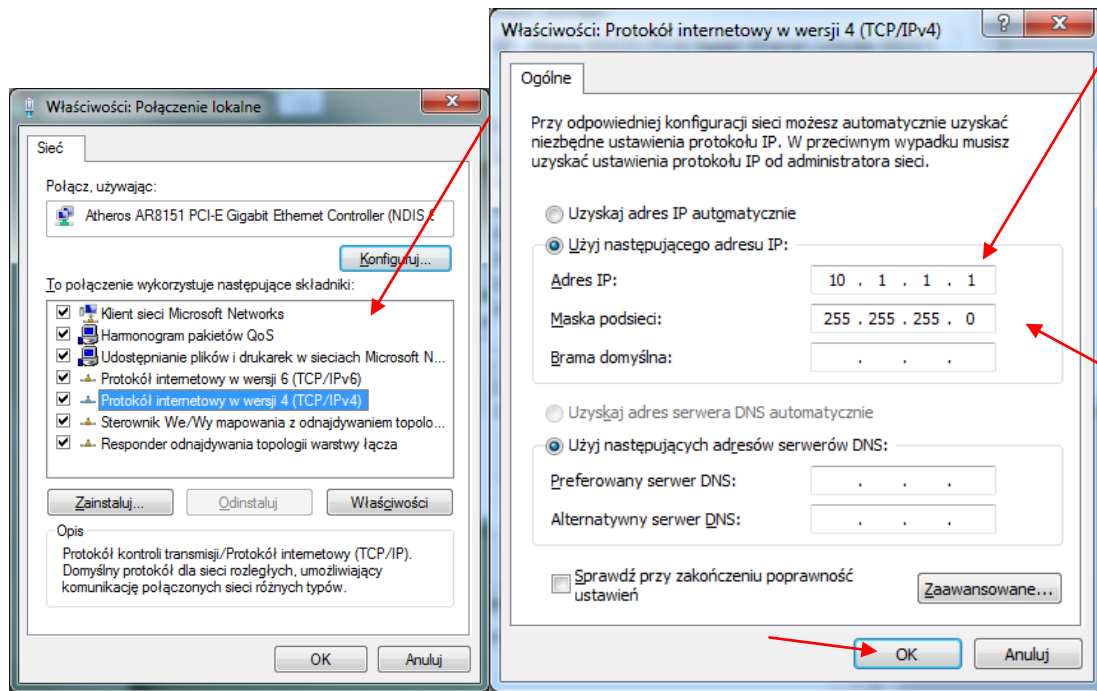 Właściwości: Połączenie lokalne
Sieć
Połącz, używając:
Atheros AR8151 PCI-E Gigabit Ethernet Controller (NDIS
Konfiguruj...
To połączenie wykorzystuje następujące składniki:
Klient sieci Microsoft Networks
Harmonogram pakietów QoS
Udostępnianie plików i drukarek w sieciach Microsoft N...
Protokół internetowy w wersji 6 (TCP/IPv6)
Protokół internetowy w wersji 4 (TCP/IPv4)
Sterownik We/Wy mapowania z odnajdywaniem topolo...
Responder odnajdywania topologii warstwy łącza
Zainstaluj...
Odinstaluj
Właściwości
Opis
Protokół kontroli transmisji/Protokół internetowy (TCP/IP).
Domyślny protokół dla sieci rozległych, umożliwiający
komunikację połączonych sieci różnych typów.
OK
Anuluj
Właściwości: Protokół internetowy w wersji 4 (TCP/IPv4)
Ogólne
Przy odpowiedniej konfiguracji sieci możesz automatycznie uzyskać
niezbędne ustawienia protokołu IP. W przeciwnym wypadku musisz
uzyskać ustawienia protokołu IP od administratora sieci.
Uzyskaj adres IP automatycznie
Użyj następującego adresu IP:
Adres IP: 10 . 1 . 1 . 1
Maska podsieci: 255 . 255 . 255 . 0
Brama domyślna: . . .
Uzyskaj adres serwera DNS automatycznie
Użyj następujących adresów serwerów DNS:
Preferowany serwer DNS: . . .
Alternatywny serwer DNS: . . .
Sprawdź przy zakończeniu poprawność
ustawień
Zaawansowane...
OK
Anuluj